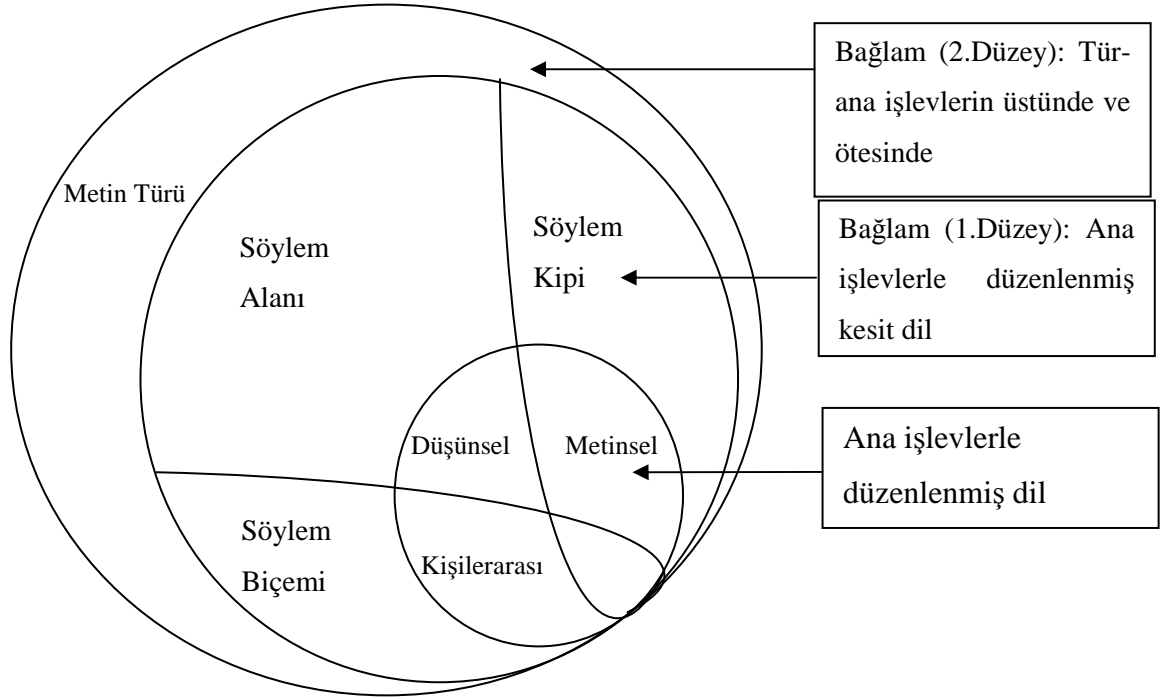 Bağlam (2.Düzey): Tür-
ana işlevlerin üstünde ve
ötesinde
Metin Türü
Söylem
Alanı
Söylem
Kipi
Bağlam (1.Düzey): Ana
işlevlerle düzenlenmiş
kesit dil
Düşünsel
Metinsel
Ana işlevlerle
düzenlenmiş dil
Söylem
Biçemi
Kişilerarası